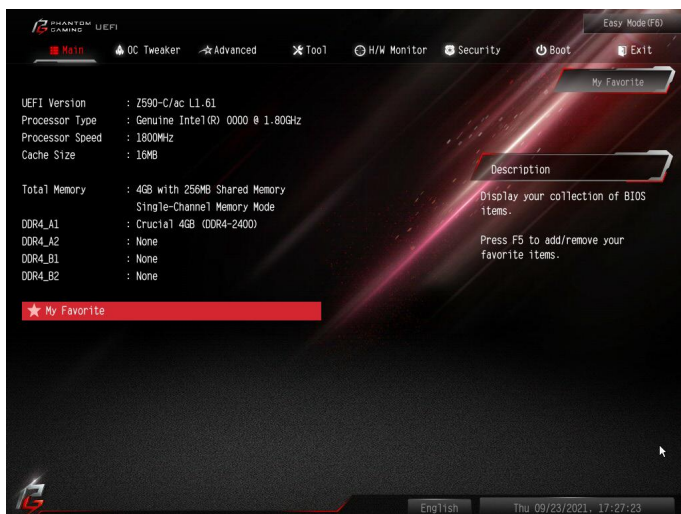 PHANTOM GAMING UEFI
Easy Mode(F6)
Main OC Tweaker Advanced Tool H/W Monitor Security Boot Exit
My Favorite
UEFI Version : Z590-C/ac L1.61
Processor Type : Genuine Intel(R) 0000 @ 1.80GHz
Processor Speed : 1800MHz
Cache Size : 16MB
Total Memory : 4GB with 256MB Shared Memory
Single-Channel Memory Mode
DDR4_A1 : Crucial 4GB (DDR4-2400)
DDR4_A2 : None
DDR4_B1 : None
DDR4_B2 : None
My Favorite
Description
Display your collection of BIOS
items.
Press F5 to add/remove your
favorite items.
English
Thu 09/23/2021, 17:27:23